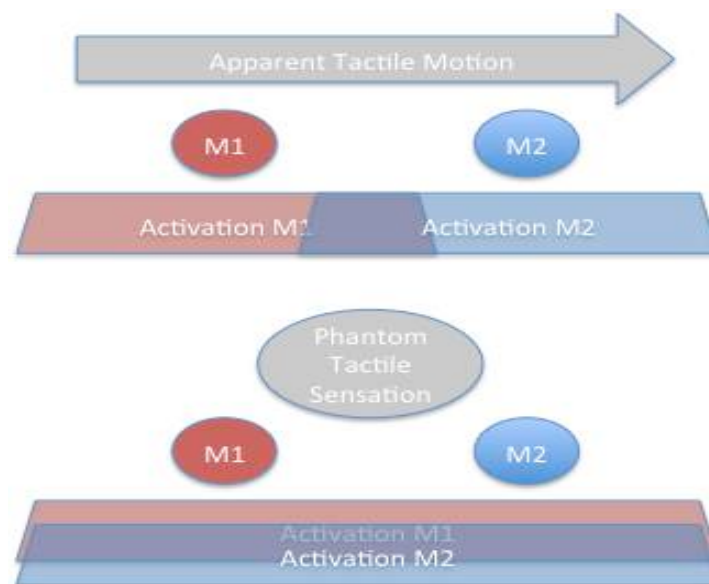 Apparent Tactile Motion
M1 M2
Activation M1 Activation M2
Phantom
Tactile
Sensation
M1 M2
Activation M1
Activation M2